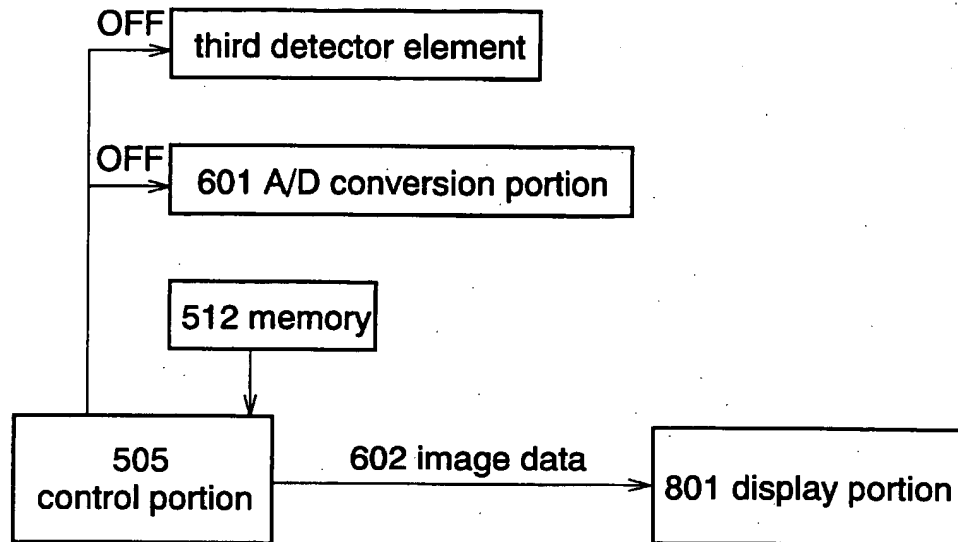 OFF
third detector element
OFF
601 A/D conversion portion
512 memory
505
control portion
602 image data
801 display portion